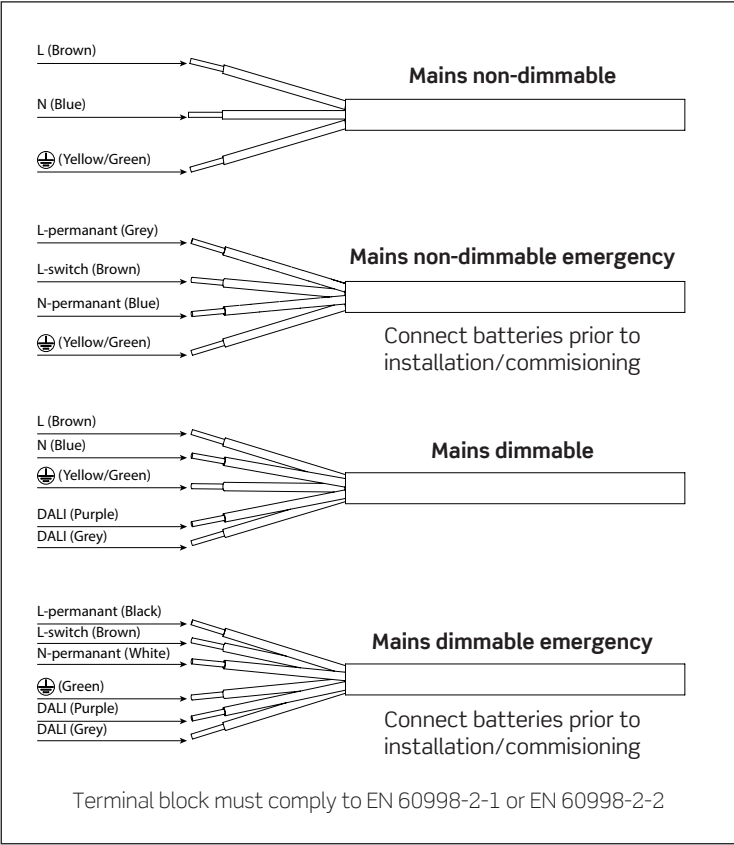 L (Brown)
Mains non-dimmable
N (Blue)
(Yellow/Green)
L-permanant (Grey)
Mains non-dimmable emergency
L-switch (Brown)
N-permanant (Blue)
(Yellow/Green)
Connect batteries prior to
installation/commisioning
L (Brown)
N (Blue)
Mains dimmable
(Yellow/Green)
DALI (Purple)
DALI (Grey)
L-permanant (Black)
L-switch (Brown)
Mains dimmable emergency
N-permanant (White)
(Green)
DALI (Purple)
DALI (Grey)
Connect batteries prior to
installation/commisioning
Terminal block must comply to EN 60998-2-1 or EN 60998-2-2